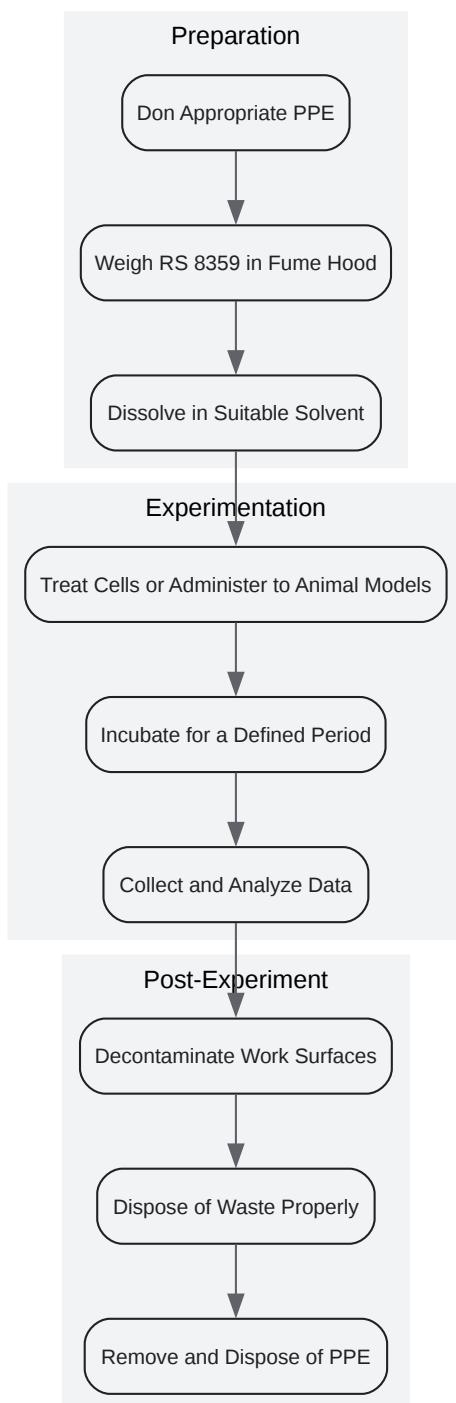 Preparation
Don Appropriate PPE
Weigh RS 8359 in Fume Hood
Dissolve in Suitable Solvent
Experimentation
Treat Cells or Administer to Animal Models
Incubate for a Defined Period
Collect and Analyze Data
Post-Experiment
Decontaminate Work Surfaces
Dispose of Waste Properly
Remove and Dispose of PPE